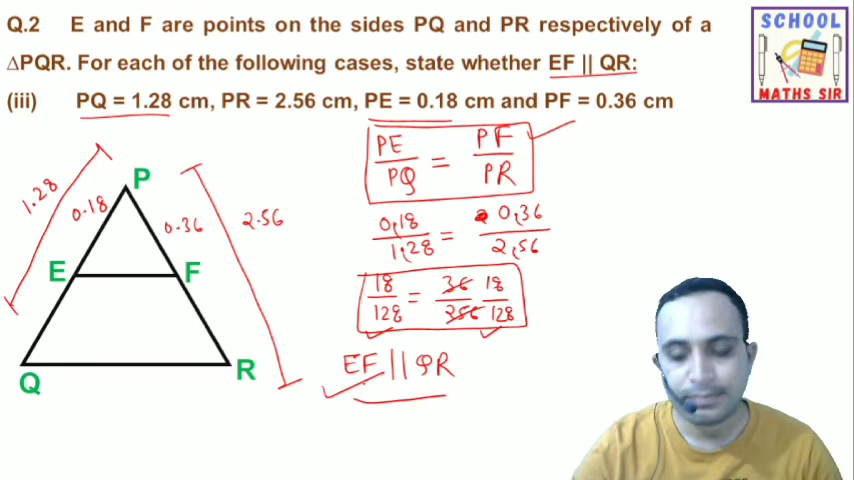 Q.2 E and F are points on the sides PQ and PR respectively of a
∆PQR. For each of the following cases, state whether EF || QR:
(iii) PQ = 1.28 cm, PR = 2.56 cm, PE = 0.18 cm and PF = 0.36 cm
SCHOOL
MATHS SIR
P
1.28
0.18
0.36
2.56
E
F
Q
R
PE/PQ = PF/PR
0.18/1.28 = 0.36/2.56
18/128 = 36/256 18/128
EF || QR